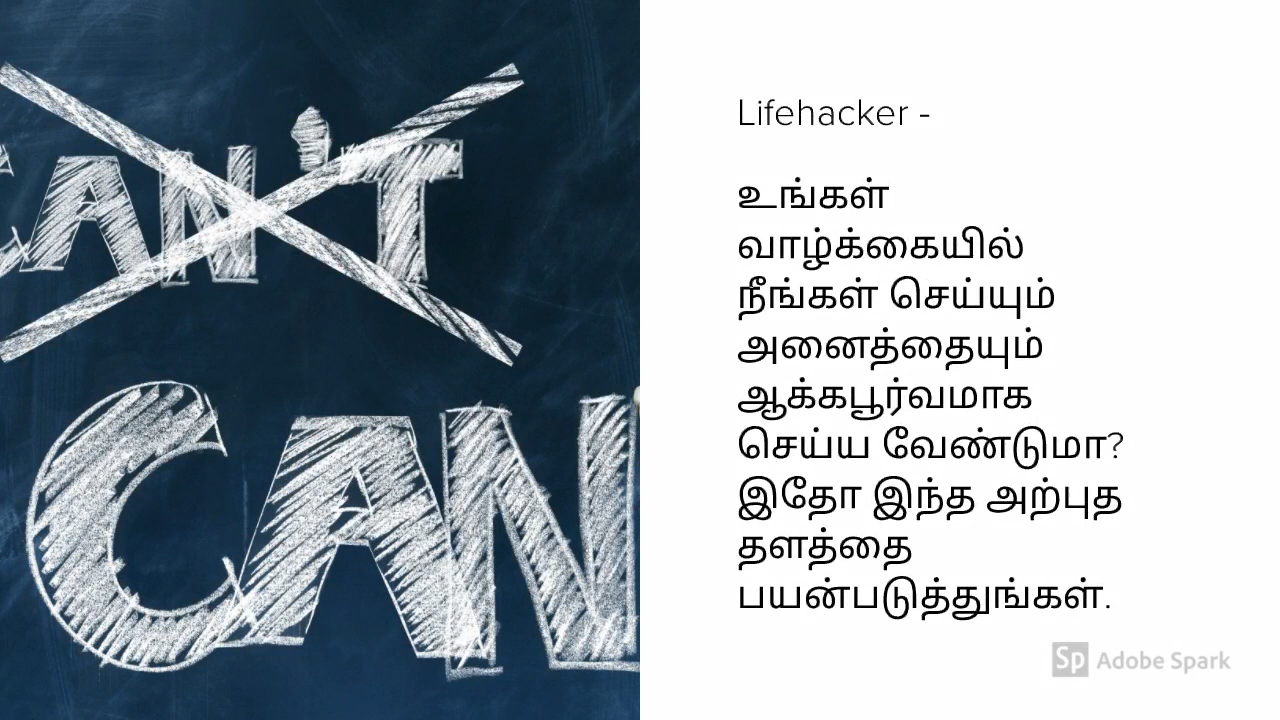 CAN'T
CAN
Lifehacker -
உங்கள்
வாழ்க்கையில்
நீங்கள் செய்யும்
அனைத்தையும்
ஆக்கபூர்வமாக
செய்ய வேண்டுமா?
இதோ இந்த அற்புத
தளத்தை
பயன்படுத்துங்கள்.
Sp Adobe Spark